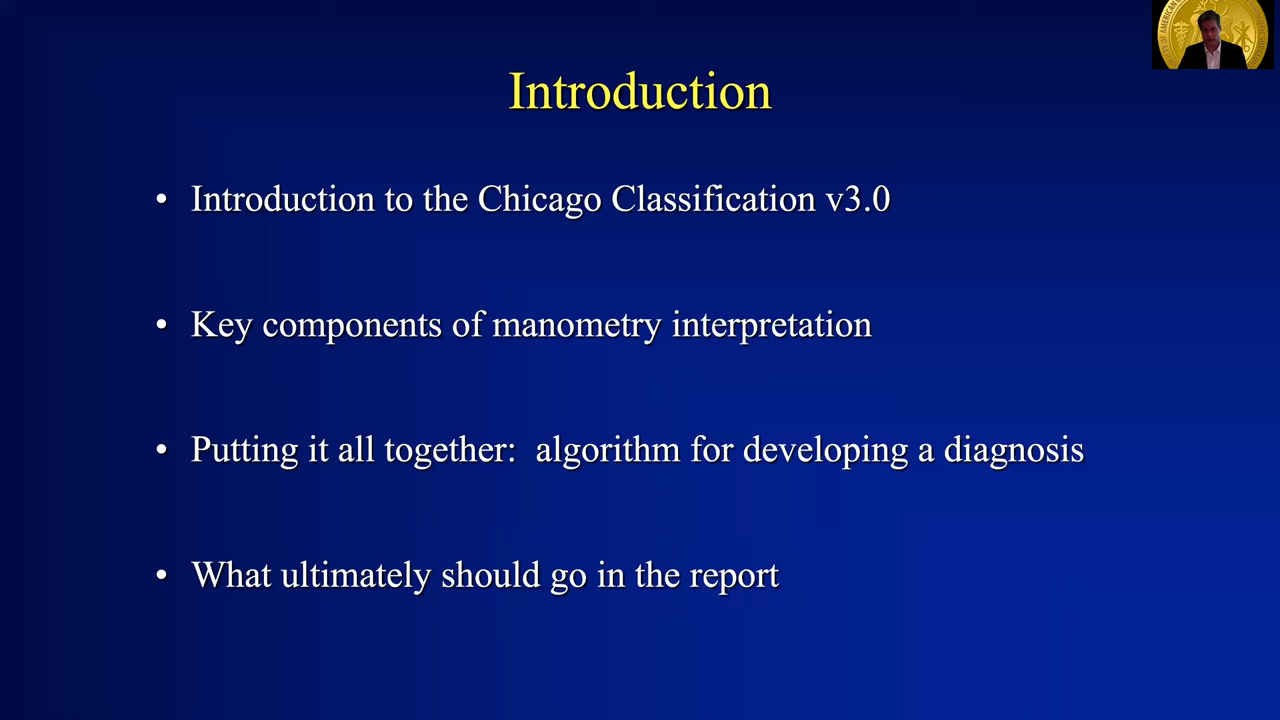 Introduction
• Introduction to the Chicago Classification v3.0
• Key components of manometry interpretation
• Putting it all together: algorithm for developing a diagnosis
• What ultimately should go in the report